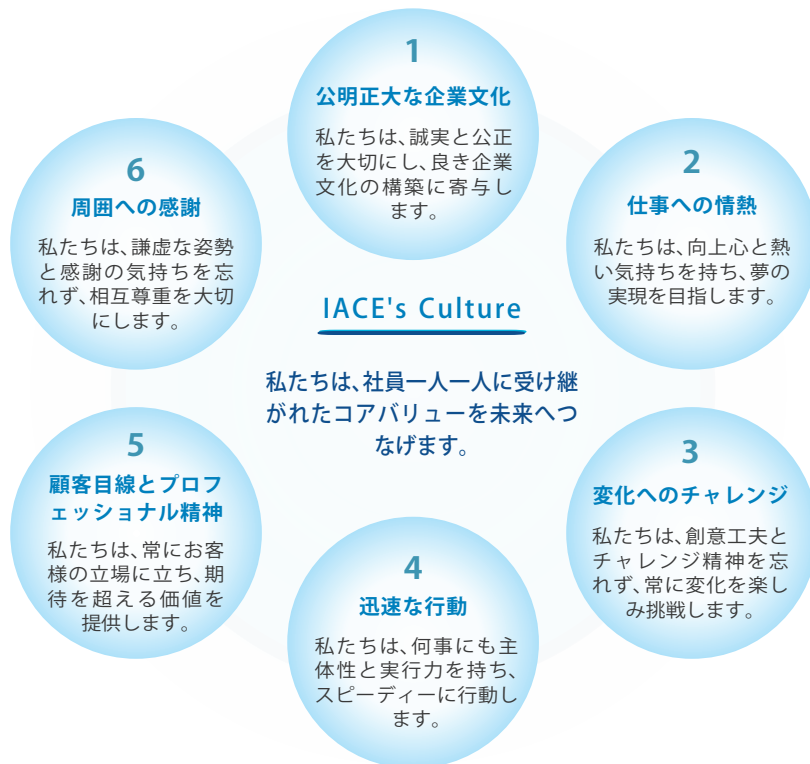 1
公明正大な企業文化
私たちは、誠実と公正
を大切にし、良き企業
文化の構築に寄与し
ます。
2
仕事への情熱
私たちは、向上心と熱
い気持ちを持ち、夢の
実現を目指します。
3
変化へのチャレンジ
私たちは、創意工夫と
チャレンジ精神を忘
れず、常に変化を楽し
み挑戦します。
4
迅速な行動
私たちは、何事にも主
体性と実行力を持ち、
スピーディーに行動し
ます。
5
顧客目線とプロフ
ェッショナル精神
私たちは、常にお客
様の立場に立ち、期
待を超える価値を
提供します。
6
周囲への感謝
私たちは、謙虚な姿勢
と感謝の気持ちを忘
れず、相互尊重を大切
にします。
IACE's Culture
私たちは、社員一人一人に受け継
がれたコアバリューを未来へつ
なげます。